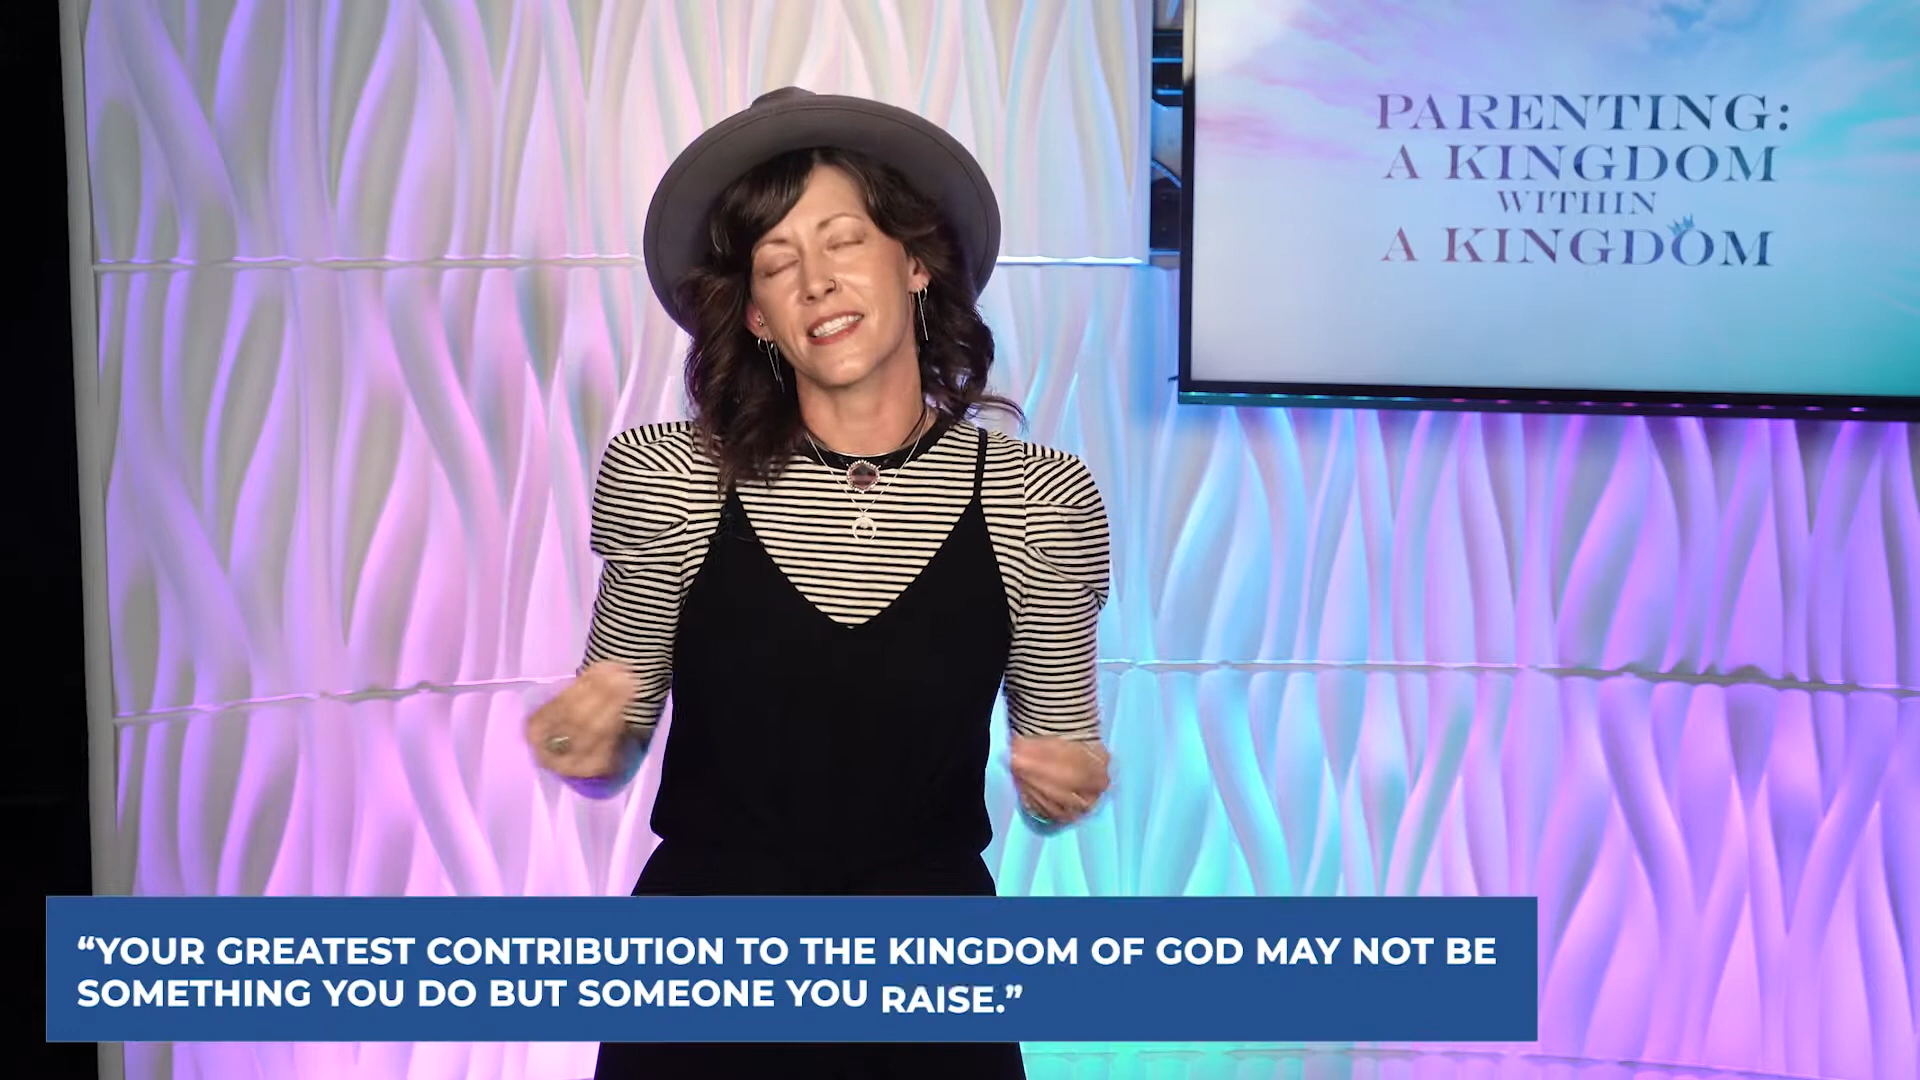 PARENTING:
A KINGDOM
WITHIN
A KINGDOM
“YOUR GREATEST CONTRIBUTION TO THE KINGDOM OF GOD MAY NOT BE
SOMETHING YOU DO BUT SOMEONE YOU RAISE.”